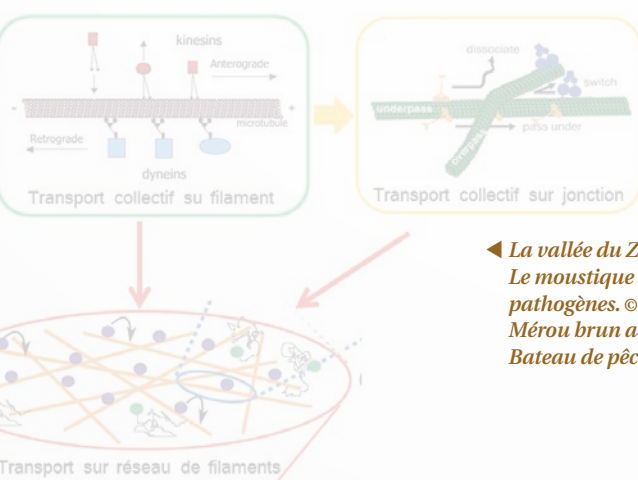 kinesins
Anterograde
-
+
microtubule
Retrograde
dyneins
Transport collectif su filament
dissociate
switch
underpass
overpass
pass under
Transport collectif sur jonction
◀ La vallée du Z
Le moustique
pathogènes. ©
Mérou brun a
Bateau de pêc
Transport sur réseau de filaments